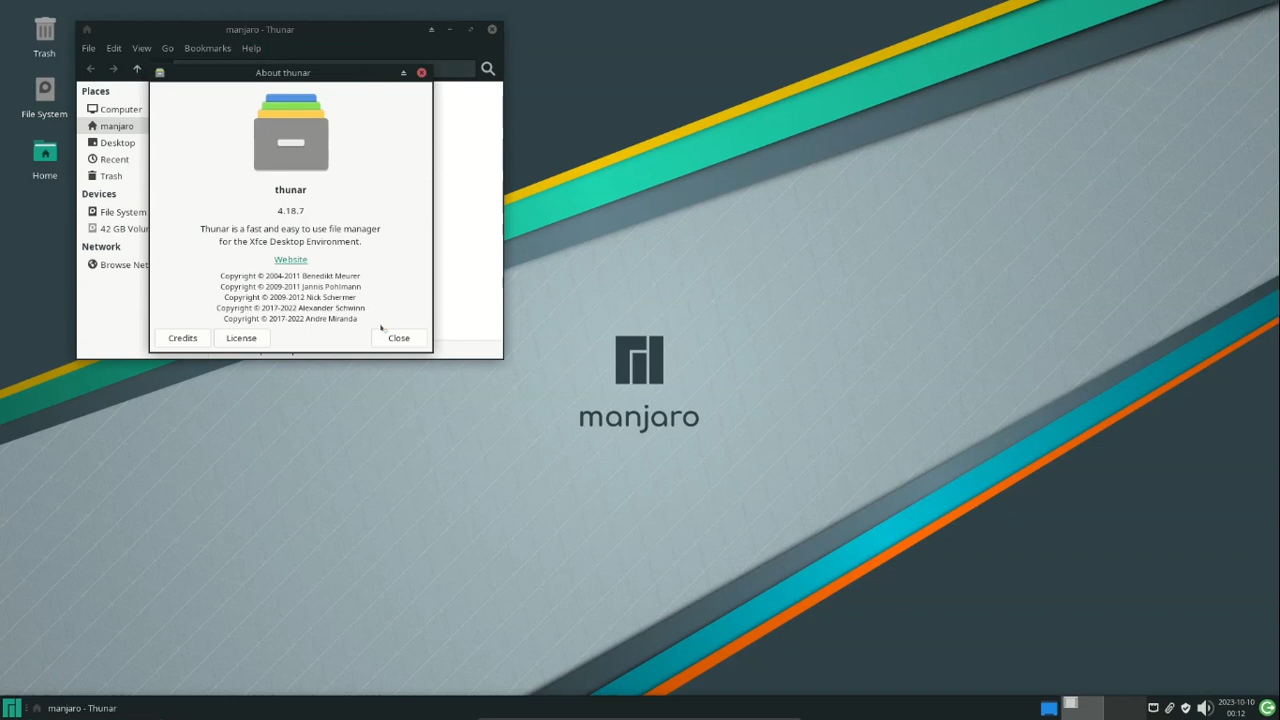 Trash
File System
Home
manjaro - Thunar
File Edit View Go Bookmarks Help
About thunar
Places
Computer
manjaro
Desktop
Recent
Trash
Devices
File System
42 GB Volu
Network
Browse Net
thunar
4.18.7
Thunar is a fast and easy to use file manager
for the Xfce Desktop Environment.
Website
Copyright © 2004-2011 Benedikt Meurer
Copyright © 2009-2011 Jannis Pohlmann
Copyright © 2009-2012 Nick Schermer
Copyright © 2017-2022 Alexander Schwinn
Copyright © 2017-2022 Andre Miranda
Credits License Close
manjaro
manjaro - Thunar
2023-10-10
00:12